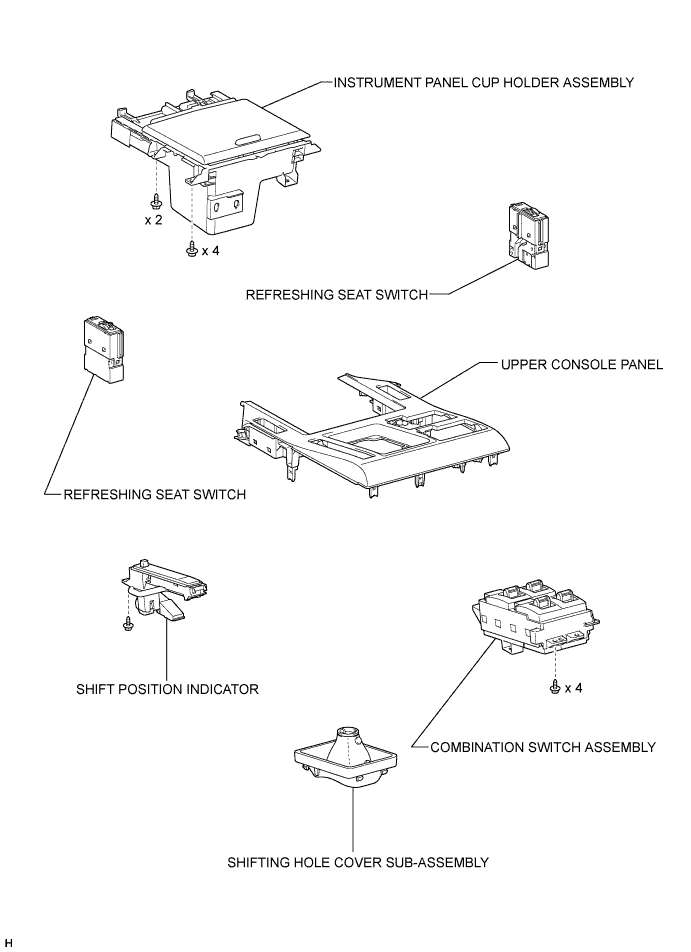 INSTRUMENT PANEL CUP HOLDER ASSEMBLY
x 2
x 4
REFRESHING SEAT SWITCH
UPPER CONSOLE PANEL
REFRESHING SEAT SWITCH
SHIFT POSITION INDICATOR
x 4
COMBINATION SWITCH ASSEMBLY
SHIFTING HOLE COVER SUB-ASSEMBLY
H